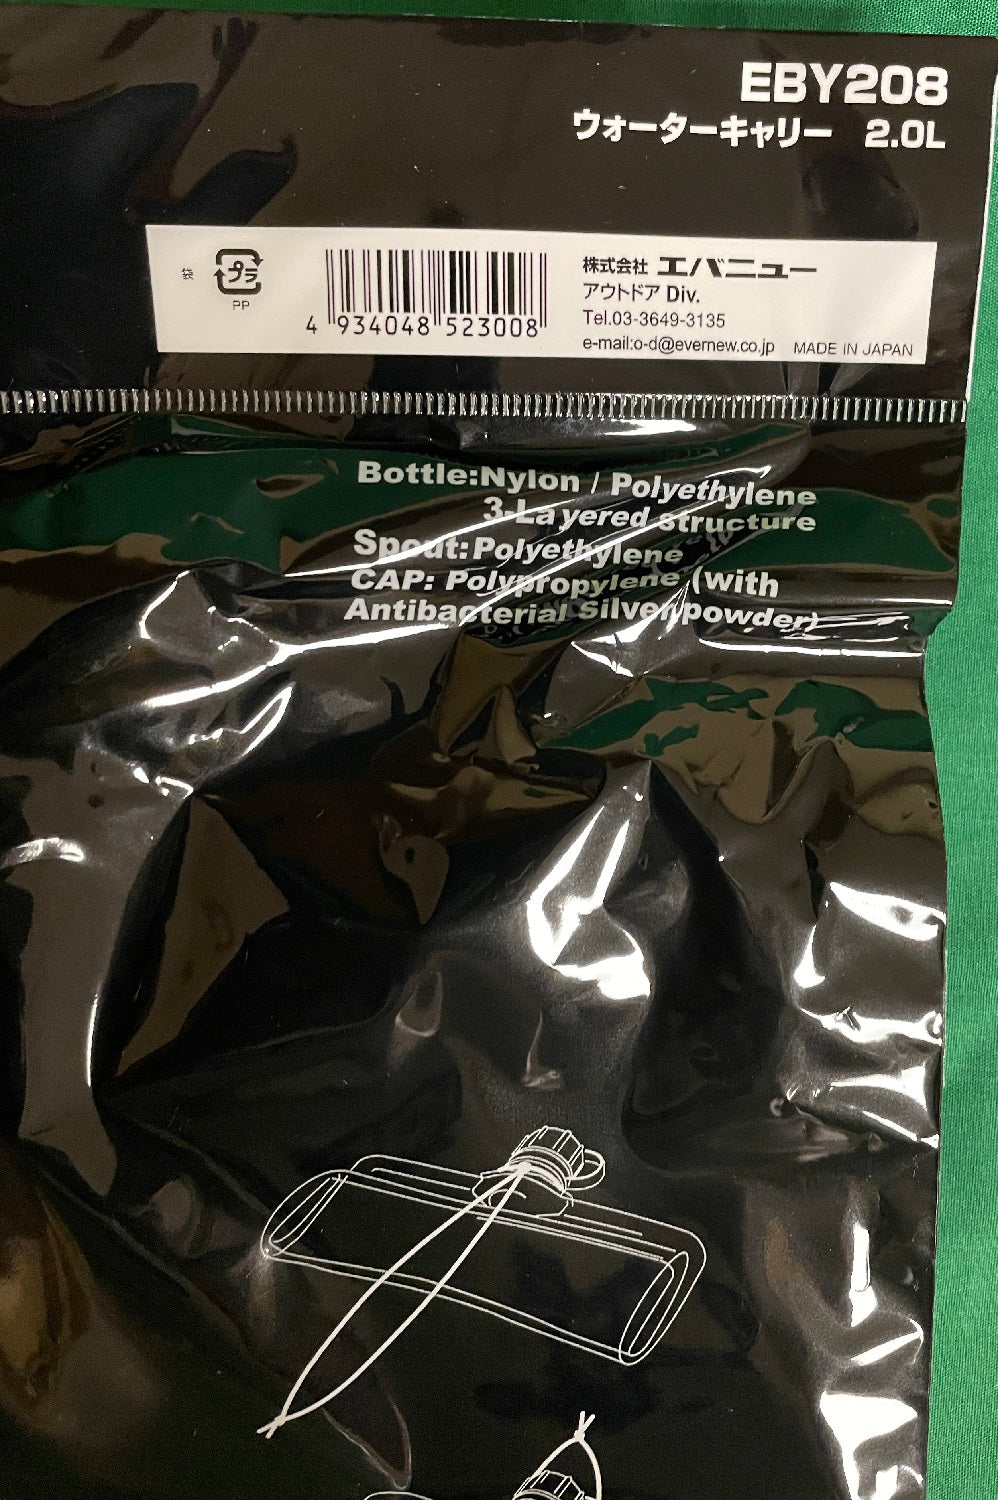 EBY208
ウォーターキャリー 2.0L
袋
プラ
PP
4 934048 523008
株式会社 エバニュー
アウトドア Div.
Tel.03-3649-3135
e-mail:o-d@evernew.co.jp MADE IN JAPAN
Bottle:Nylon / Polyethylene
3-Layered structure
Spout:Polyethylene
CAP: Polypropylene (with
Antibacterial Silver powder)